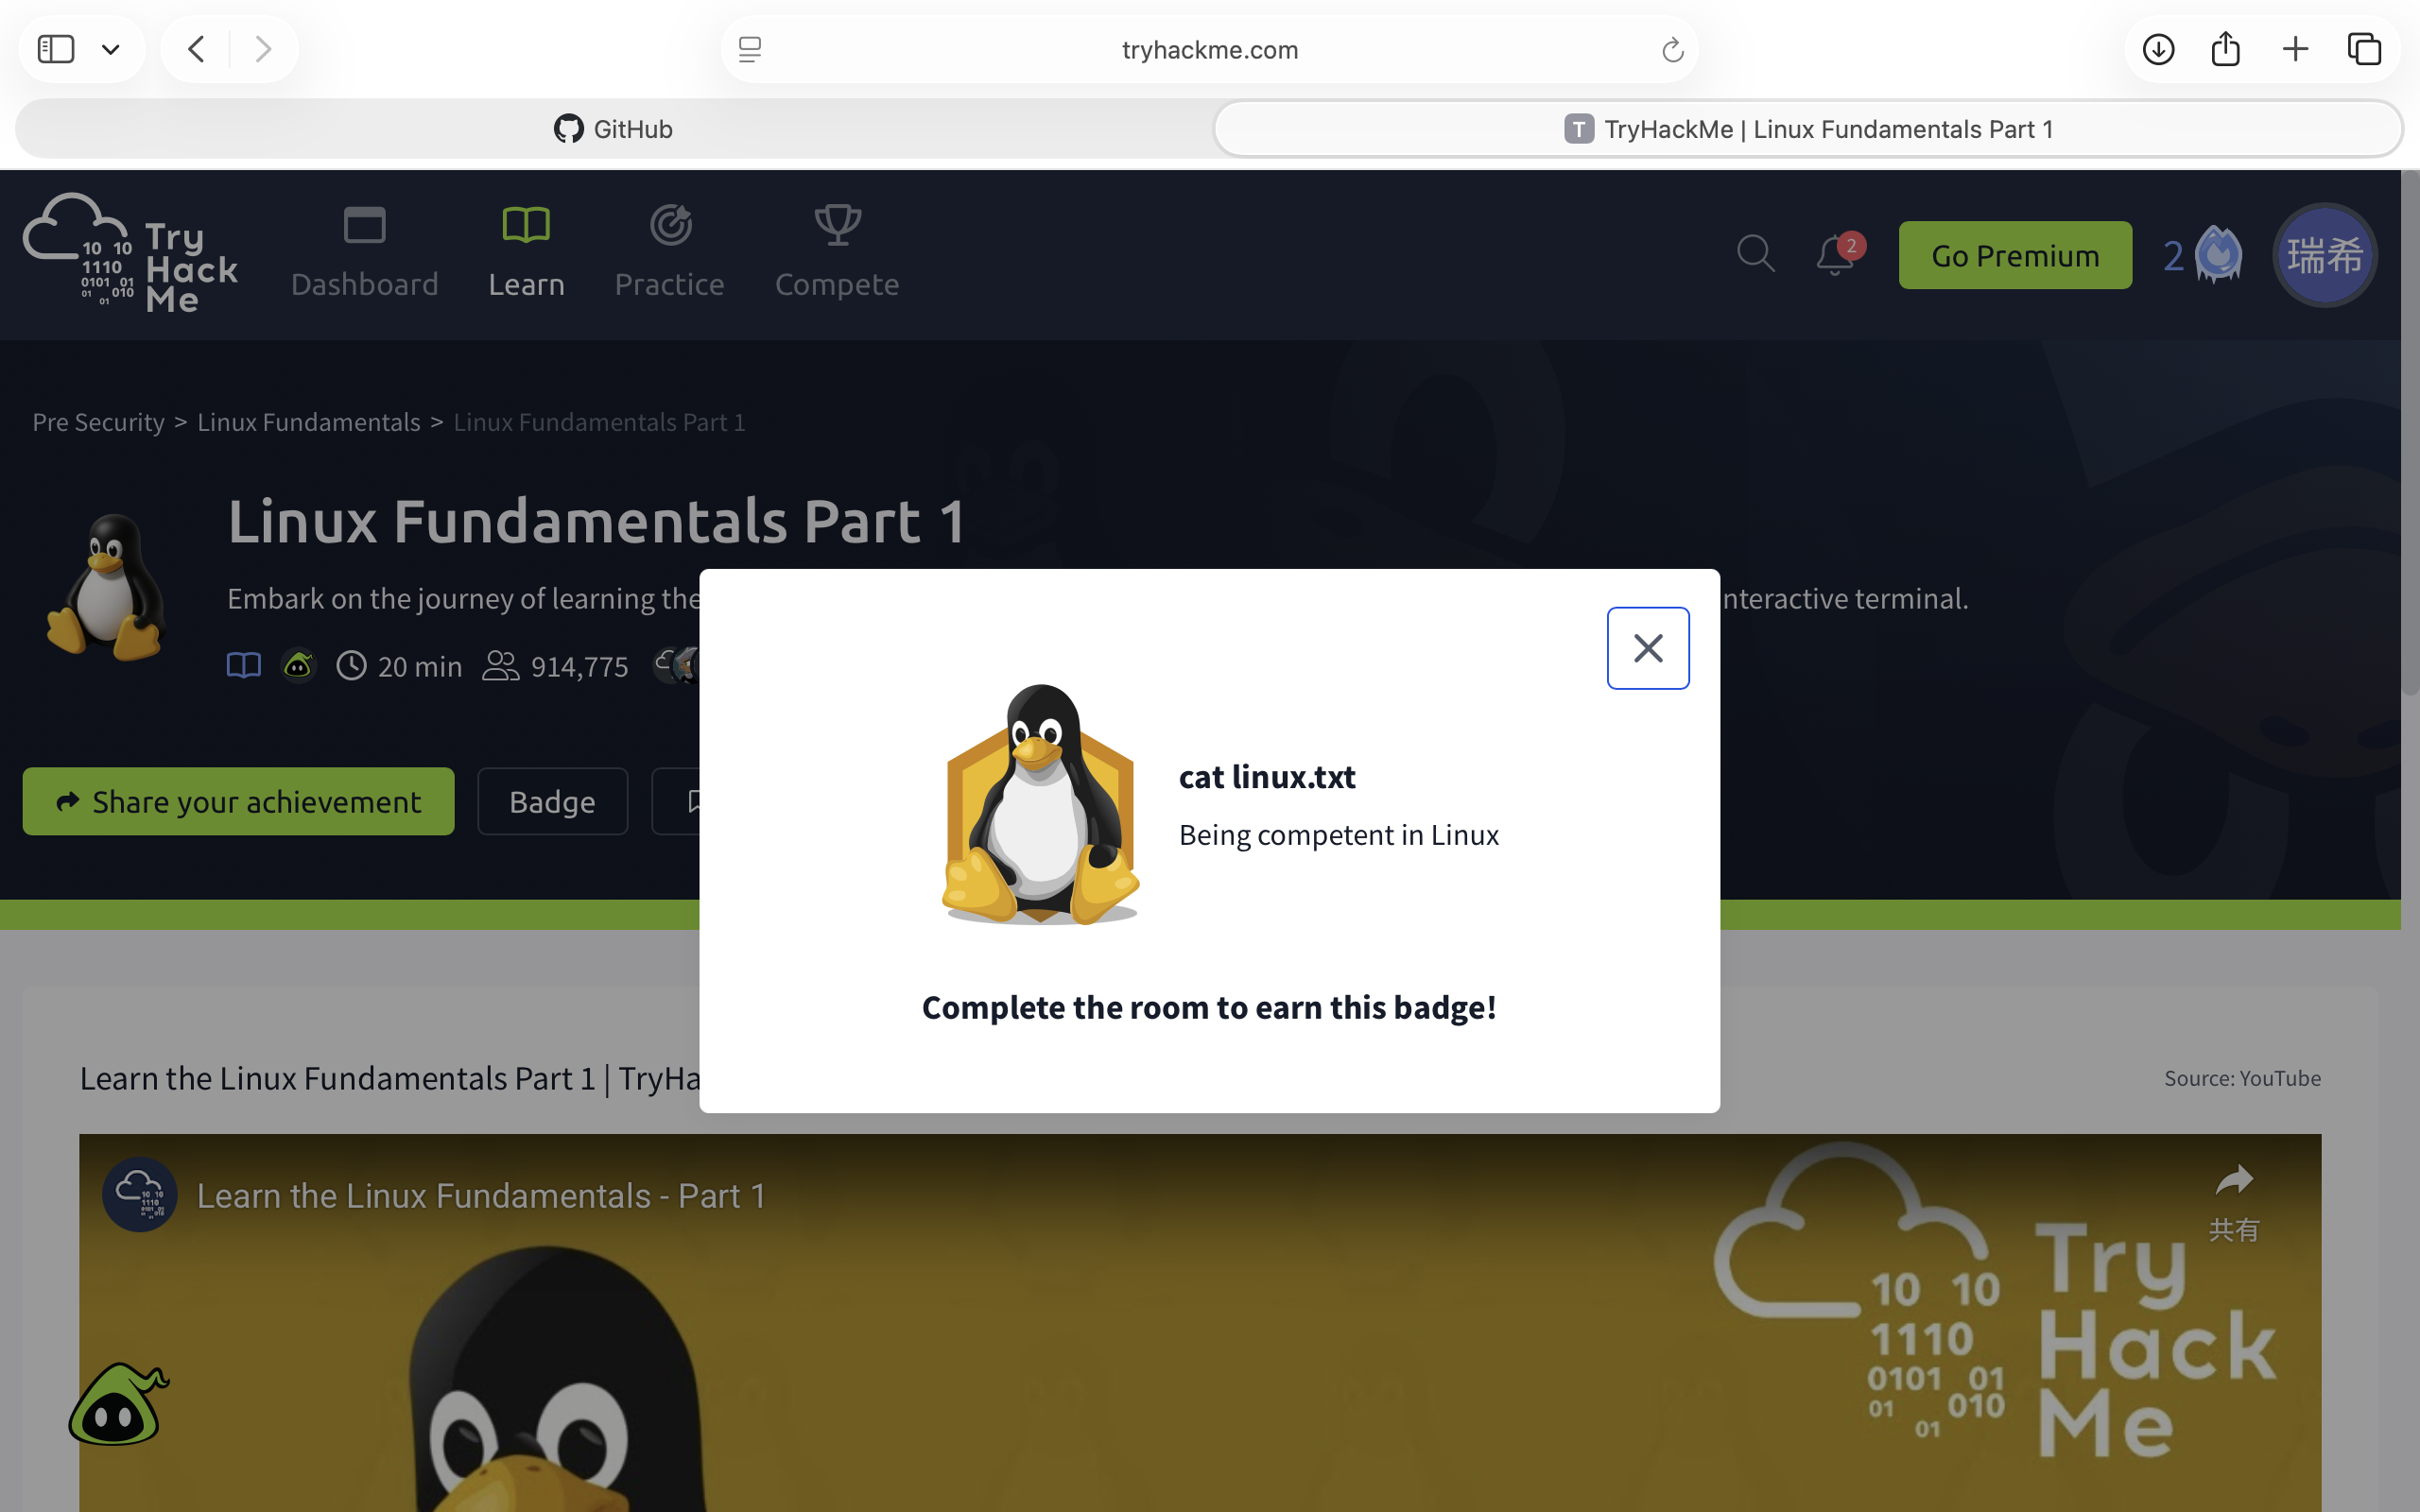 tryhackme.com
GitHub
T TryHackMe | Linux Fundamentals Part 1
10 10
1110
0101 01
01 010
01
Try
Hack
Me
Dashboard
Learn
Practice
Compete
2
Go Premium
2
瑞希
Pre Security > Linux Fundamentals > Linux Fundamentals Part 1
Linux Fundamentals Part 1
Embark on the journey of learning the
nteractive terminal.
20 min
914,775
Share your achievement
Badge
cat linux.txt
Being competent in Linux
Complete the room to earn this badge!
Learn the Linux Fundamentals Part 1 | TryHa
Source: YouTube
Learn the Linux Fundamentals - Part 1
共有
10 10
1110
0101 01
01 010
01
Try
Hack
Me